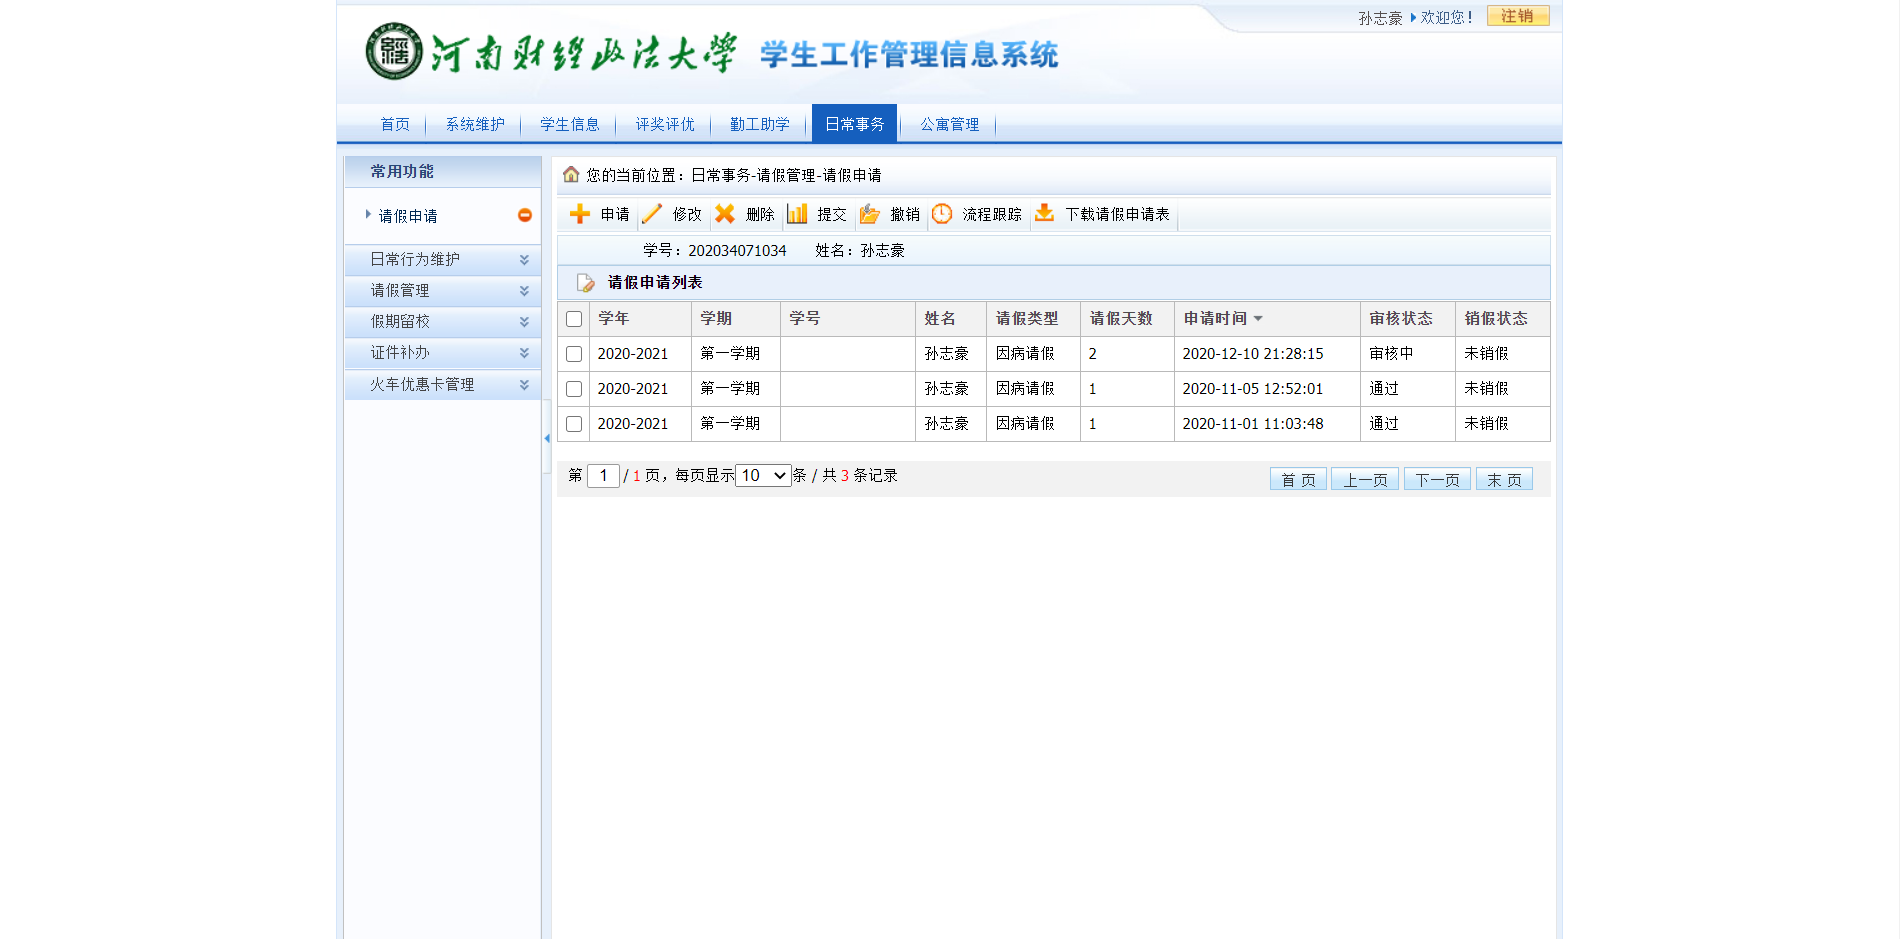 孙志豪 欢迎您！ 注销
河南财经政法大学 学生工作管理信息系统
首页 系统维护 学生信息 评奖评优 勤工助学 日常事务 公寓管理
常用功能
请假申请
日常行为维护
请假管理
假期留校
证件补办
火车优惠卡管理
您的当前位置：日常事务-请假管理-请假申请
申请 修改 删除 提交 撤销 流程跟踪 下载请假申请表
学号：202034071034 姓名：孙志豪
请假申请列表
学年 学期 学号 姓名 请假类型 请假天数 申请时间 审核状态 销假状态
2020-2021 第一学期 孙志豪 因病请假 2 2020-12-10 21:28:15 审核中 未销假
2020-2021 第一学期 孙志豪 因病请假 1 2020-11-05 12:52:01 通过 未销假
2020-2021 第一学期 孙志豪 因病请假 1 2020-11-01 11:03:48 通过 未销假
第 1 / 1 页，每页显示 10 条 / 共 3 条记录 首 页 上一页 下一页 末 页